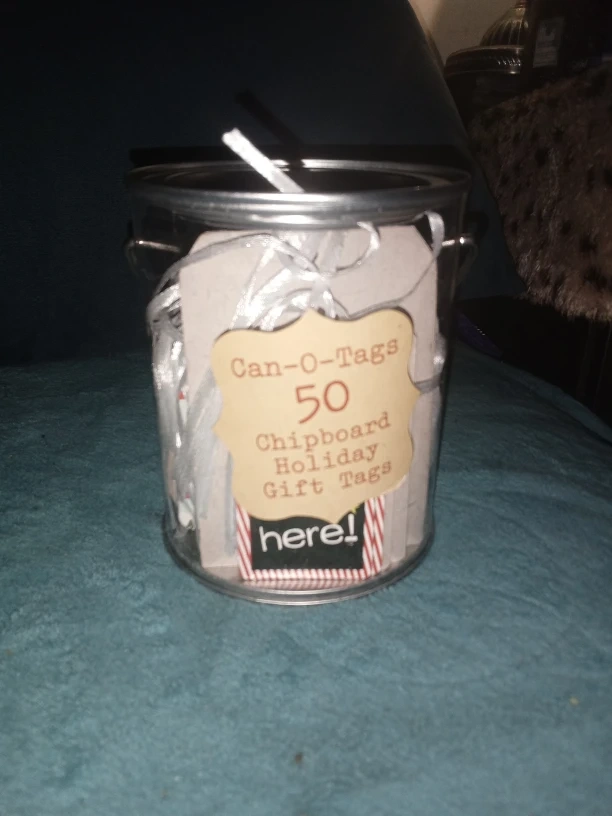 Can-O-Tags
50
Chipboard
Holiday
Gift Tags
here!